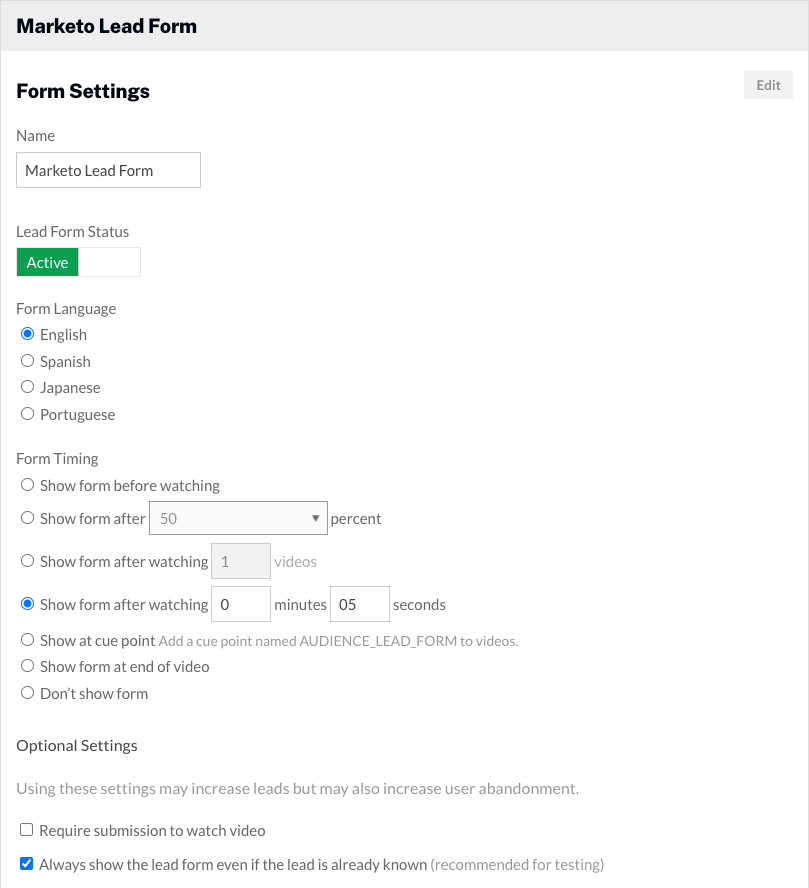 Marketo Lead Form
Form Settings
Edit
Name
Marketo Lead Form
Lead Form Status
Active
Form Language
English
Spanish
Japanese
Portuguese
Form Timing
Show form before watching
Show form after 50 percent
Show form after watching 1 videos
Show form after watching 0 minutes 05 seconds
Show at cue point Add a cue point named AUDIENCE_LEAD_FORM to videos.
Show form at end of video
Don't show form
Optional Settings
Using these settings may increase leads but may also increase user abandonment.
Require submission to watch video
Always show the lead form even if the lead is already known (recommended for testing)